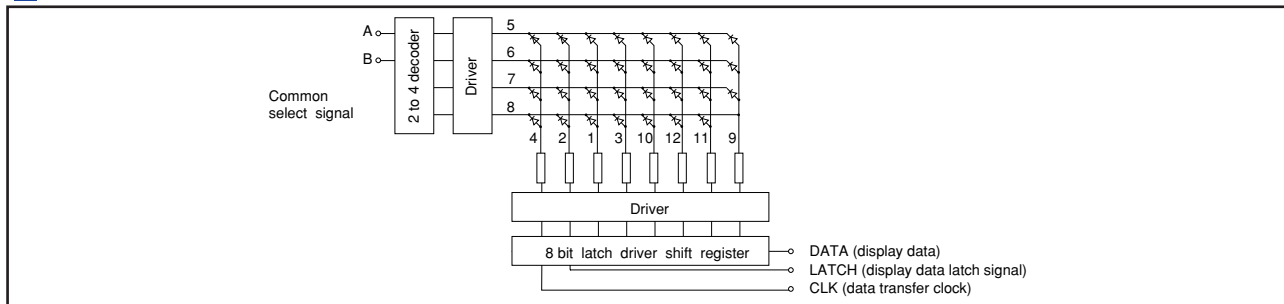 A
B
2 to 4 decoder
Driver
5
6
7
8
Common
select signal
4 2 1 3 10 12 11 9
Driver
8 bit latch driver shift register
DATA (display data)
LATCH (display data latch signal)
CLK (data transfer clock)